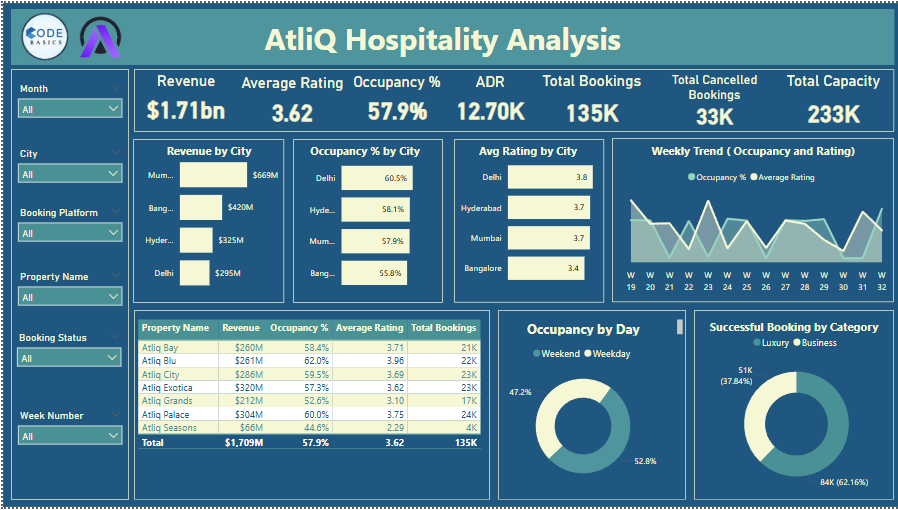 CODE
BASICS
AtliQ Hospitality Analysis
Month
All
City
All
Booking Platform
All
Property Name
All
Booking Status
All
Week Number
All
Revenue
$1.71bn
Average Rating
3.62
Occupancy %
57.9%
ADR
12.70K
Total Bookings
135K
Total Cancelled
Bookings
33K
Total Capacity
233K
Revenue by City
Mum... $669M
Bang... $420M
Hyder... $325M
Delhi $295M
Occupancy % by City
Delhi 60.5%
Hyde... 58.1%
Mum... 57.9%
Bang... 55.8%
Avg Rating by City
Delhi 3.8
Hyderabad 3.7
Mumbai 3.7
Bangalore 3.4
Weekly Trend ( Occupancy and Rating)
Occupancy % Average Rating
W W W W W W W W W W W W W W
19 20 21 22 23 24 25 26 27 28 29 30 31 32
Property Name Revenue Occupancy % Average Rating Total Bookings
Atliq Bay $260M 58.4% 3.71 21K
Atliq Blu $261M 62.0% 3.96 22K
Atliq City $286M 59.5% 3.69 23K
Atliq Exotica $320M 57.3% 3.62 23K
Atliq Grands $212M 52.6% 3.10 17K
Atliq Palace $304M 60.0% 3.75 24K
Atliq Seasons $66M 44.6% 2.29 4K
Total $1,709M 57.9% 3.62 135K
Occupancy by Day
Weekend Weekday
47.2%
52.8%
Successful Booking by Category
Luxury Business
51K
(37.84%)
84K (62.16%)